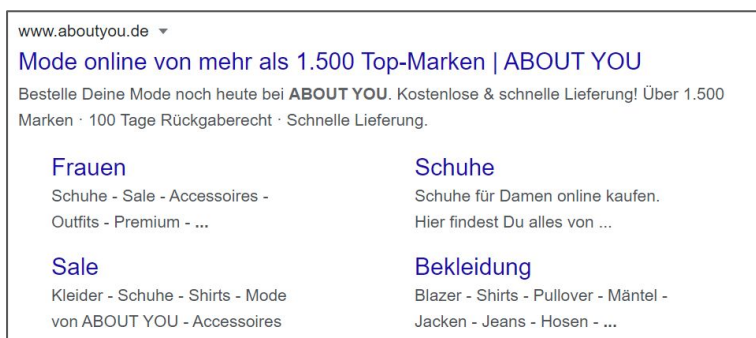 www.aboutyou.de
Mode online von mehr als 1.500 Top-Marken | ABOUT YOU
Bestelle Deine Mode noch heute bei ABOUT YOU. Kostenlose & schnelle Lieferung! Über 1.500
Marken · 100 Tage Rückgaberecht · Schnelle Lieferung.
Frauen
Schuhe - Sale - Accessoires -
Outfits - Premium - ...
Schuhe
Schuhe für Damen online kaufen.
Hier findest Du alles von ...
Sale
Kleider - Schuhe - Shirts - Mode
von ABOUT YOU - Accessoires
Bekleidung
Blazer - Shirts - Pullover - Mäntel -
Jacken - Jeans - Hosen - ...